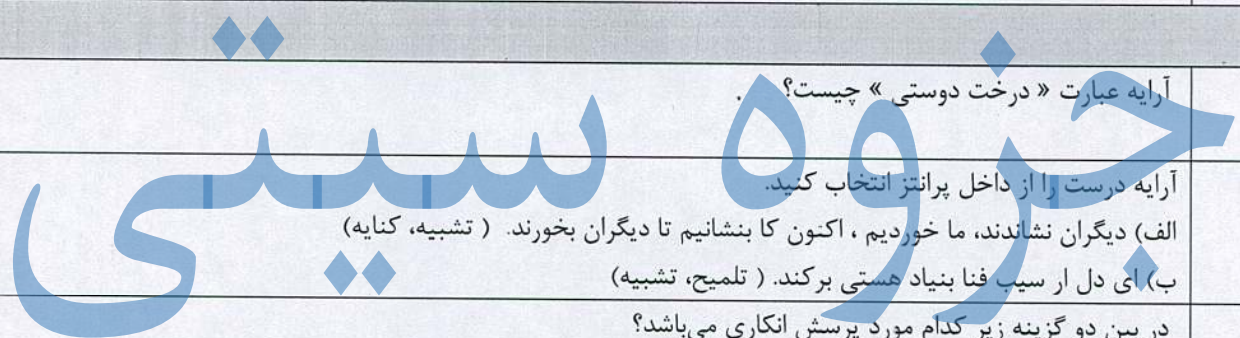 آرایه عبارت « درخت دوستی » چیست؟
آرایه درست را از داخل پرانتز انتخاب کنید.
الف) دیگران نشاندند، ما خوردیم ، اکنون کا بنشانیم تا دیگران بخورند. ( تشبیه، کنایه)
ب) ای دل ار سیب فنا بنیاد هستی برکند. ( تلمیح، تشبیه)
در بین دو گزینه زیر کدام مورد پرسش انکاری می‌باشد؟
جزوه سیتی